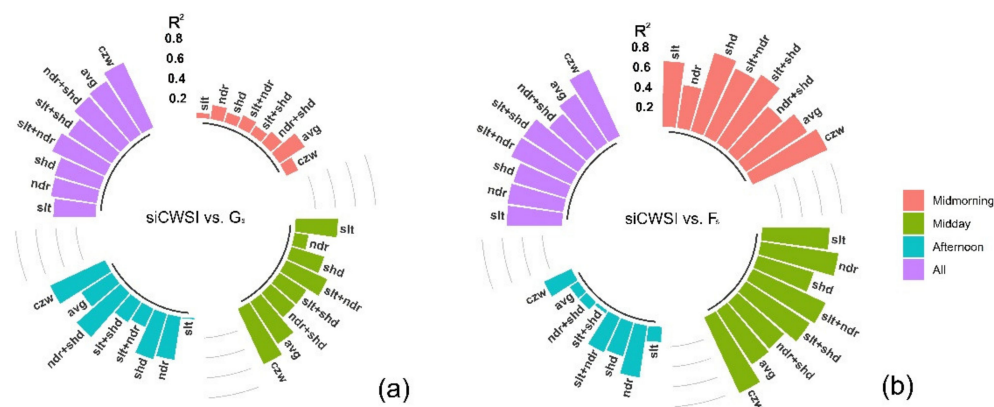 R²
0.8
0.6
0.4
0.2
slt
ndr
shd
slt+ndr
slt+shd
ndr+shd
avg
czw
slt
ndr
shd
slt+ndr
slt+shd
ndr+shd
avg
czw
slt
ndr
shd
slt+ndr
slt+shd
ndr+shd
avg
czw
slt
ndr
shd
slt+ndr
slt+shd
ndr+shd
avg
czw
siCWSI vs. Gs
(a)
R²
0.8
0.6
0.4
0.2
slt
ndr
shd
slt+ndr
slt+shd
ndr+shd
avg
czw
slt
ndr
shd
slt+ndr
slt+shd
ndr+shd
avg
czw
slt
ndr
shd
slt+ndr
slt+shd
ndr+shd
avg
czw
slt
ndr
shd
slt+ndr
slt+shd
ndr+shd
avg
czw
siCWSI vs. Fs
(b)
Midmorning
Midday
Afternoon
All